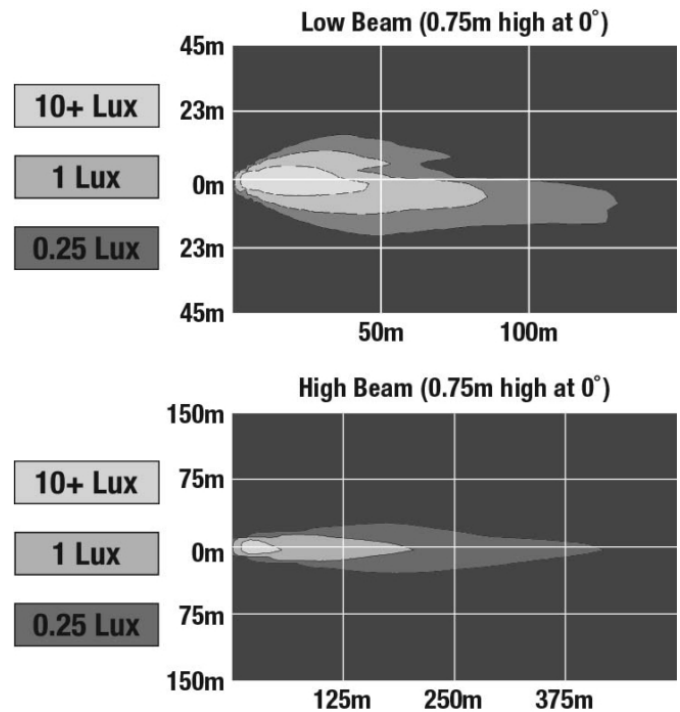 Low Beam (0.75m high at 0°)
45m
10+ Lux
23m
1 Lux
0m
0.25 Lux
23m
45m
50m 100m
High Beam (0.75m high at 0°)
150m
10+ Lux
75m
1 Lux
0m
0.25 Lux
75m
150m
125m 250m 375m